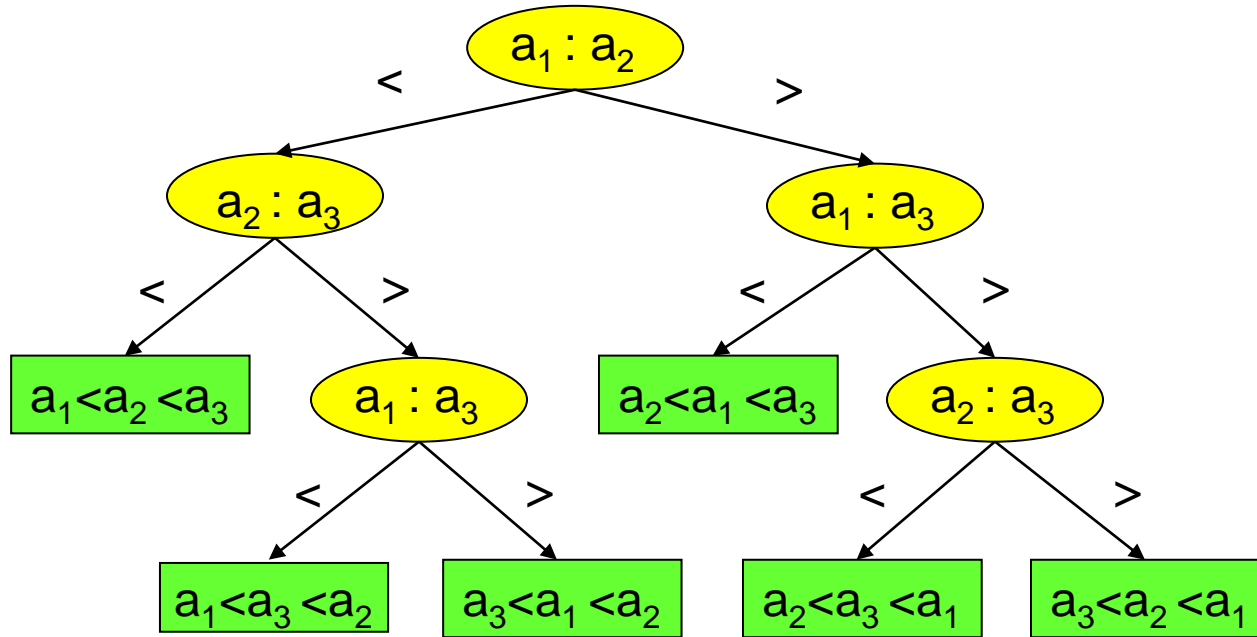 a₁ : a₂
< >
a₂ : a₃ a₁ : a₃
< > < >
a₁<a₂ <a₃ a₁ : a₃ a₂<a₁ <a₃ a₂ : a₃
< > < >
a₁<a₃ <a₂ a₃<a₁ <a₂ a₂<a₃ <a₁ a₃<a₂ <a₁